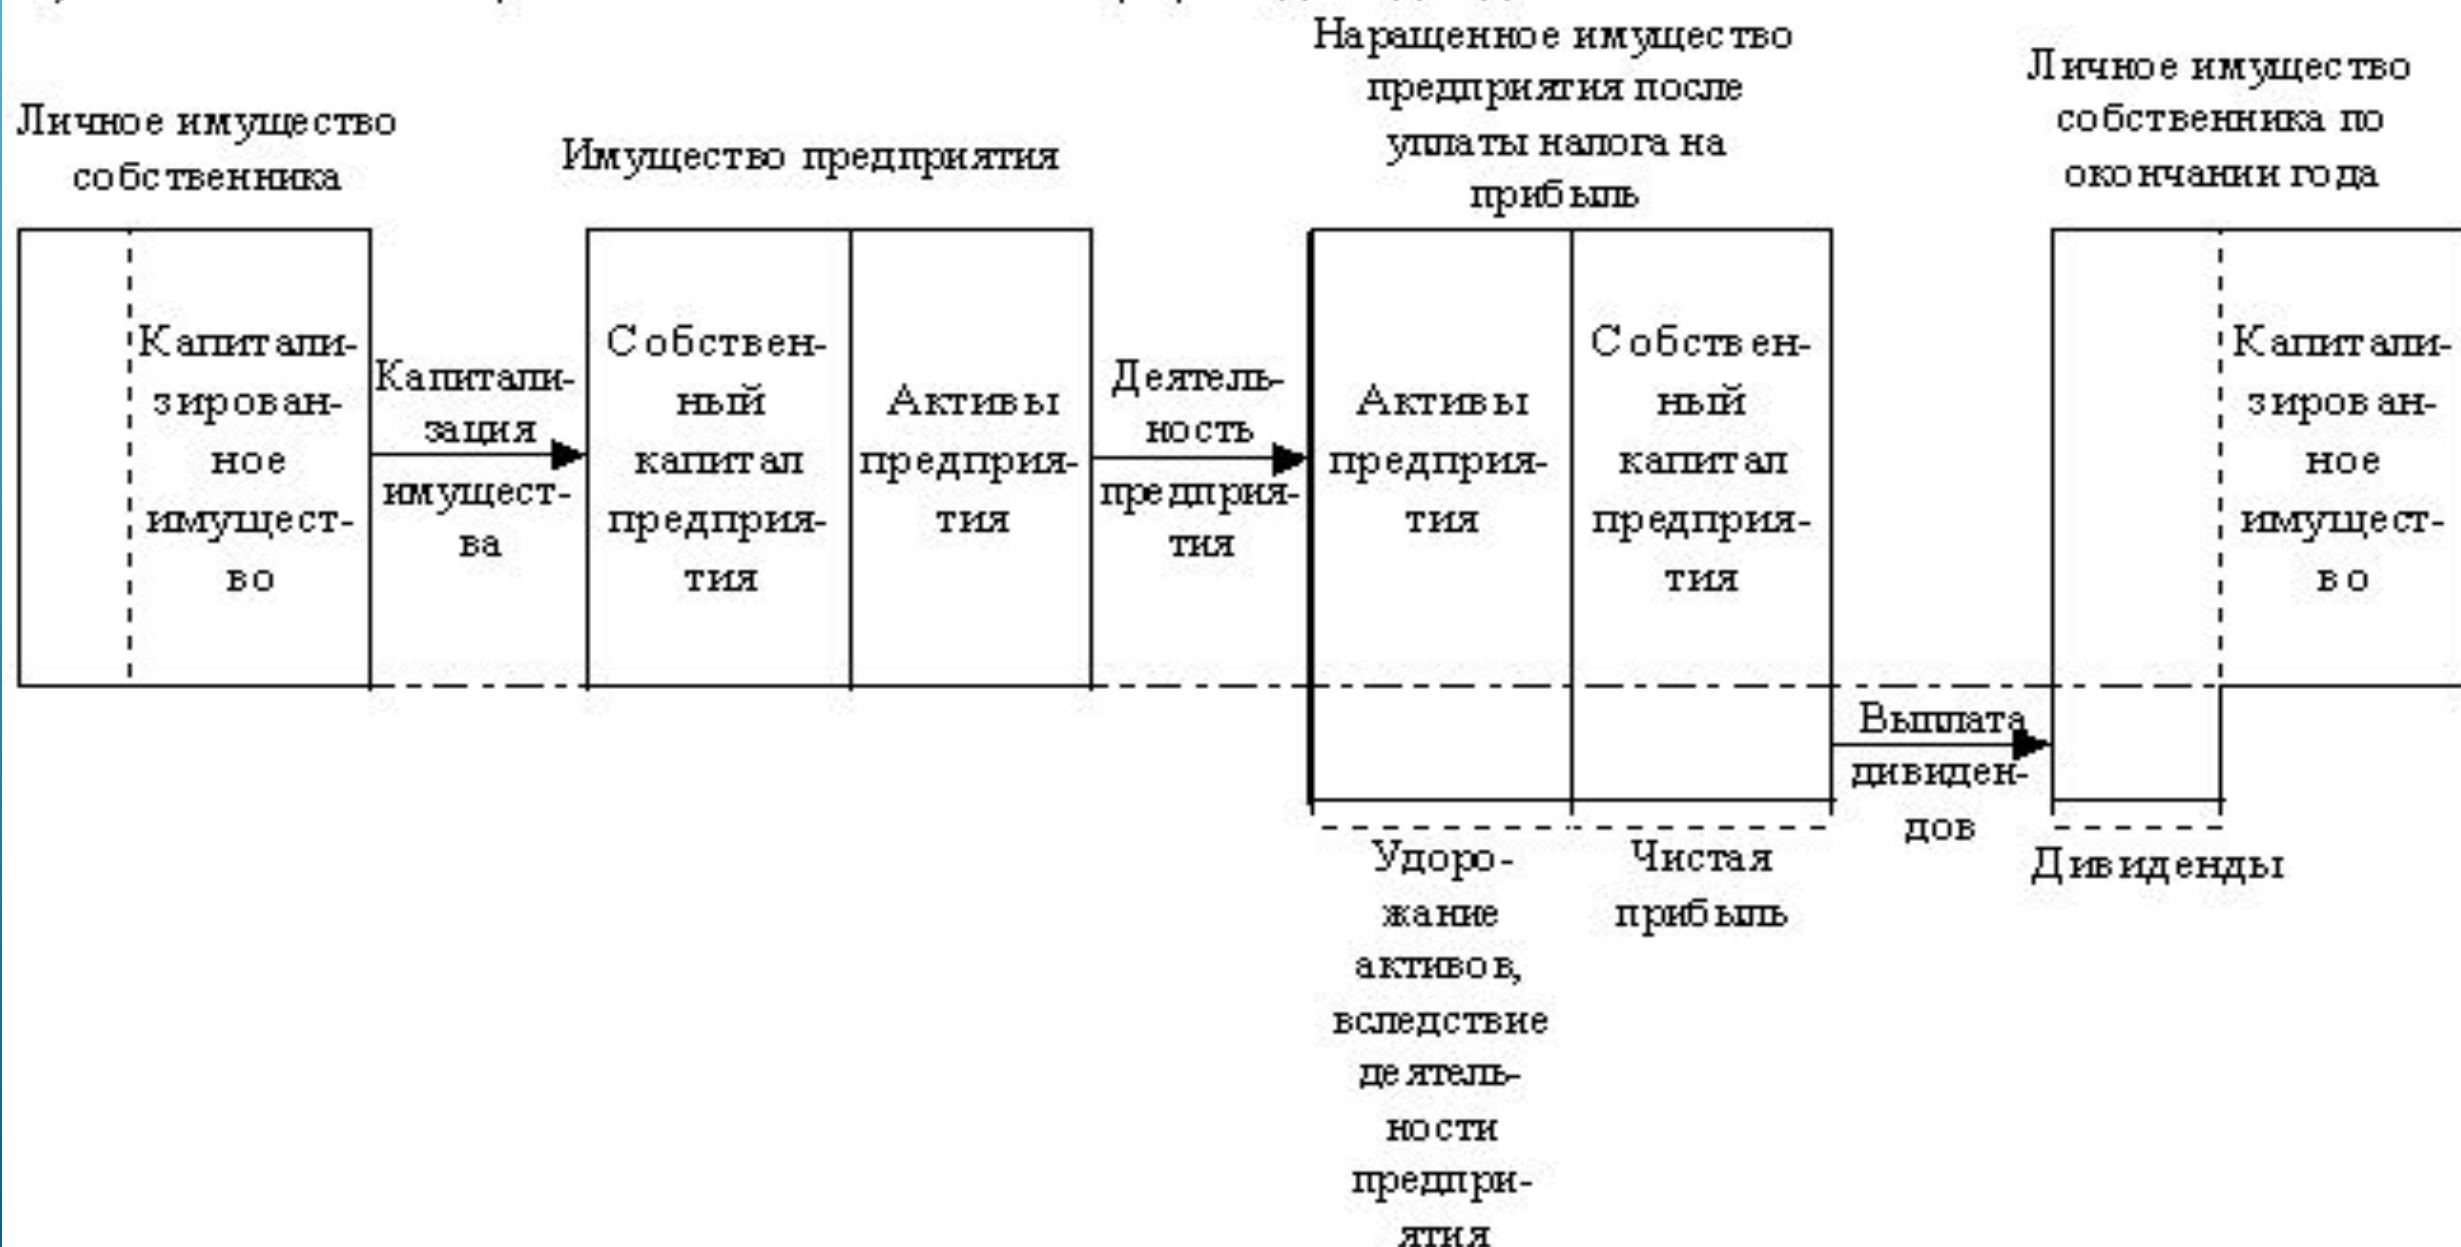 Личное имущество
собственника
Имущество предприятия
Наращенное имущество
предприятия после
уплаты налога на
прибыль
Личное имущество
собственника по
окончании года
Капитали-
зирован-
ное
имущест-
во
Капитали-
зация
имущест-
ва
Собствен-
ный
капитал
предприя-
тия
Активы
предприя-
тия
Деятель-
ность
предприя-
тия
Активы
предприя-
тия
Собствен-
ный
капитал
предприя-
тия
Выплата
дивиден-
дов
Капитали-
зирован-
ное
имущест-
во
Удоро-
жание
активов,
вследствие
деятель-
ности
предпри-
ятия
Чистая
прибыль
Дивиденды